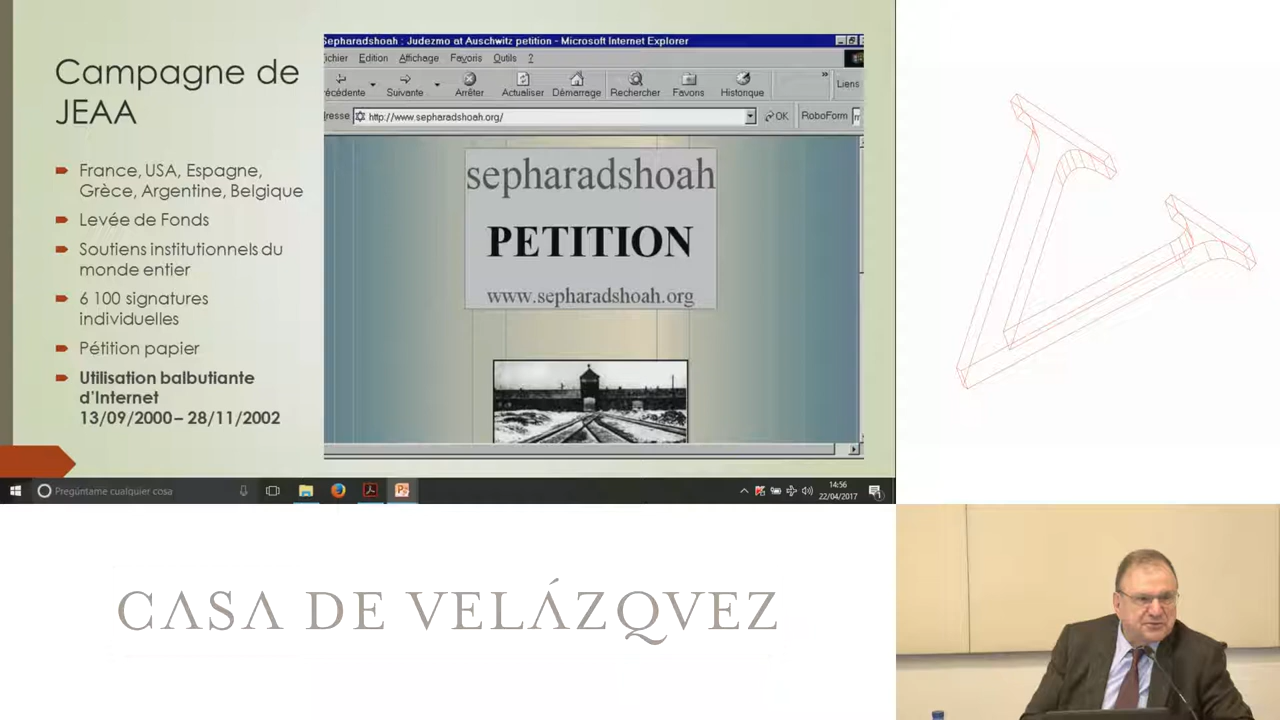 Campagne de
JEAA
France, USA, Espagne,
Grèce, Argentine, Belgique
Levée de Fonds
Soutiens institutionnels du
monde entier
6 100 signatures
individuelles
Pétition papier
Utilisation balbutiante
d'Internet
13/09/2000 – 28/11/2002
Sepharadshoah : Judezmo at Auschwitz petition - Microsoft Internet Explorer
ichier Edition Affichage Favoris Outils ?
récédente Suivante Arrêter Actualiser Démarrage Rechercher Favoris Historique » Liens
resse http://www.sepharadshoah.org/ OK RoboForm
sepharadshoah
PETITION
www.sepharadshoah.org
Pregúntame cualquier cosa
14:56
22/04/2017
CASA DE VELÁZQVEZ